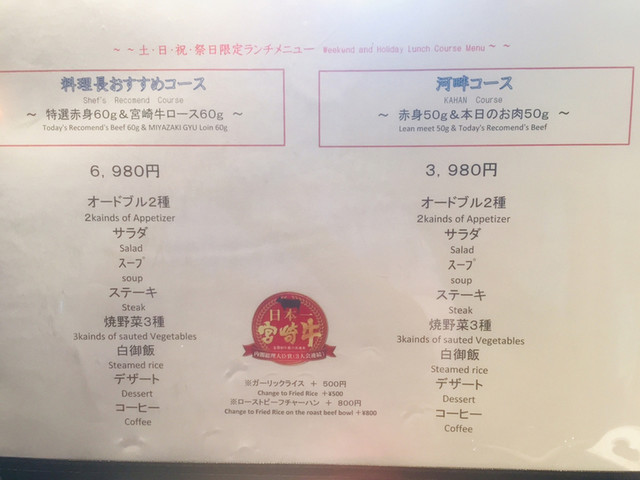 ～～土・日・祝・祭日限定ランチメニュー Weekwnd and Holiday Lunch Course Menu～～
料理長おすすめコース
Shef's Recomend Course
～ 特選赤身60g＆宮崎牛ロース60g ～
Today's Recomend's Beef 60g & MIYAZAKI GYU Loin 60g
6,980円
オードブル2種
2kainds of Appetizer
サラダ
Salad
スープ
soup
ステーキ
Steak
焼野菜3種
3kainds of sauted Vegetables
白御飯
Steamed rice
デザート
Dessert
コーヒー
Coffee
河畔コース
KAHAN Course
～ 赤身50g＆本日のお肉50g ～
Lean meet 50g & Today's Recomend's Beef
3,980円
オードブル2種
2kainds of Appetizer
サラダ
Salad
スープ
soup
ステーキ
Steak
焼野菜3種
3kainds of sauted Vegetables
白御飯
Steamed rice
デザート
Dessert
コーヒー
Coffee
日本一
宮崎牛
※ガーリックライス ＋ 500円
Change to Fried Rice ＋¥500
※ローストビーフチャーハン ＋ 800円
Change to Fried Rice on the roast beef bowl ＋¥800